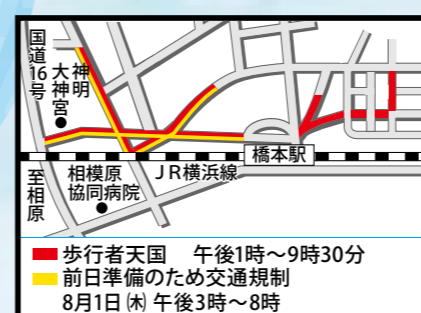 国道16号
神明
大神宮
橋本駅
至相原
相模原
協同病院
JR横浜線
歩行者天国 午後1時～9時30分
前日準備のため交通規制
8月1日㈭午後3時～8時